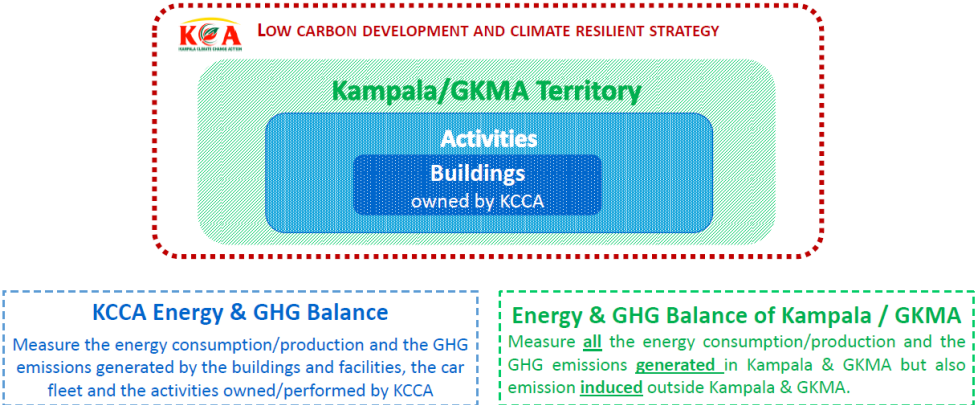 KCA
KAMPALA CLIMATE CHANGE ACTION
LOW CARBON DEVELOPMENT AND CLIMATE RESILIENT STRATEGY
Kampala/GKMA Territory
Activities
Buildings
owned by KCCA
KCCA Energy & GHG Balance
Measure the energy consumption/production and the GHG
emissions generated by the buildings and facilities, the car
fleet and the activities owned/performed by KCCA
Energy & GHG Balance of Kampala / GKMA
Measure all the energy consumption/production and the
GHG emissions generated in Kampala & GKMA but also
emission induced outside Kampala & GKMA.